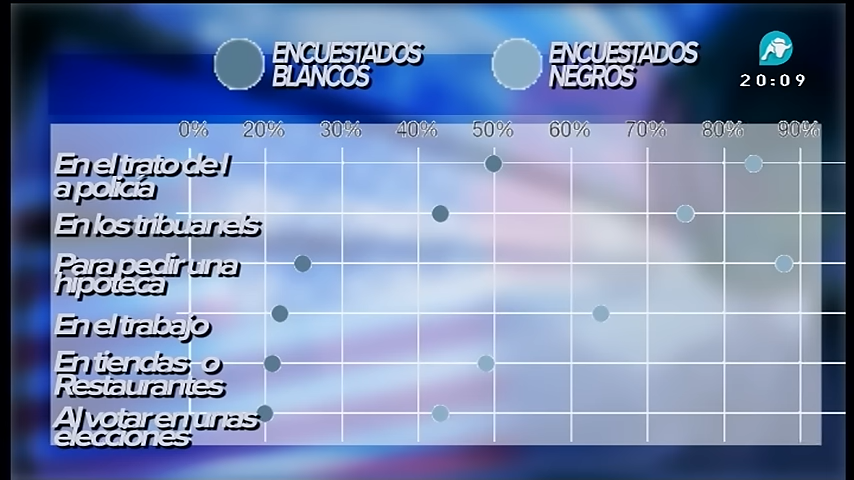 ENCUESTADOS
BLANCOS
ENCUESTADOS
NEGROS
20:09
0% 20% 30% 40% 50% 60% 70% 80% 90%
En el trato de l
a policía
En los tribuanels
Para pedir una
hipoteca
En el trabajo
En tiendas o
Restaurantes
Al votar en unas
elecciones